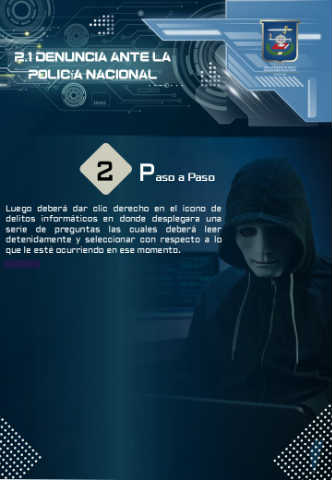 2.1 DENUNCIA ANTE LA
POLICÍA NACIONAL
2 Paso a Paso
Luego deberá dar clic derecho en el icono de
delitos informáticos en donde desplegara una
serie de preguntas las cuales deberá leer
detenidamente y seleccionar con respecto a lo
que le esté ocurriendo en ese momento.